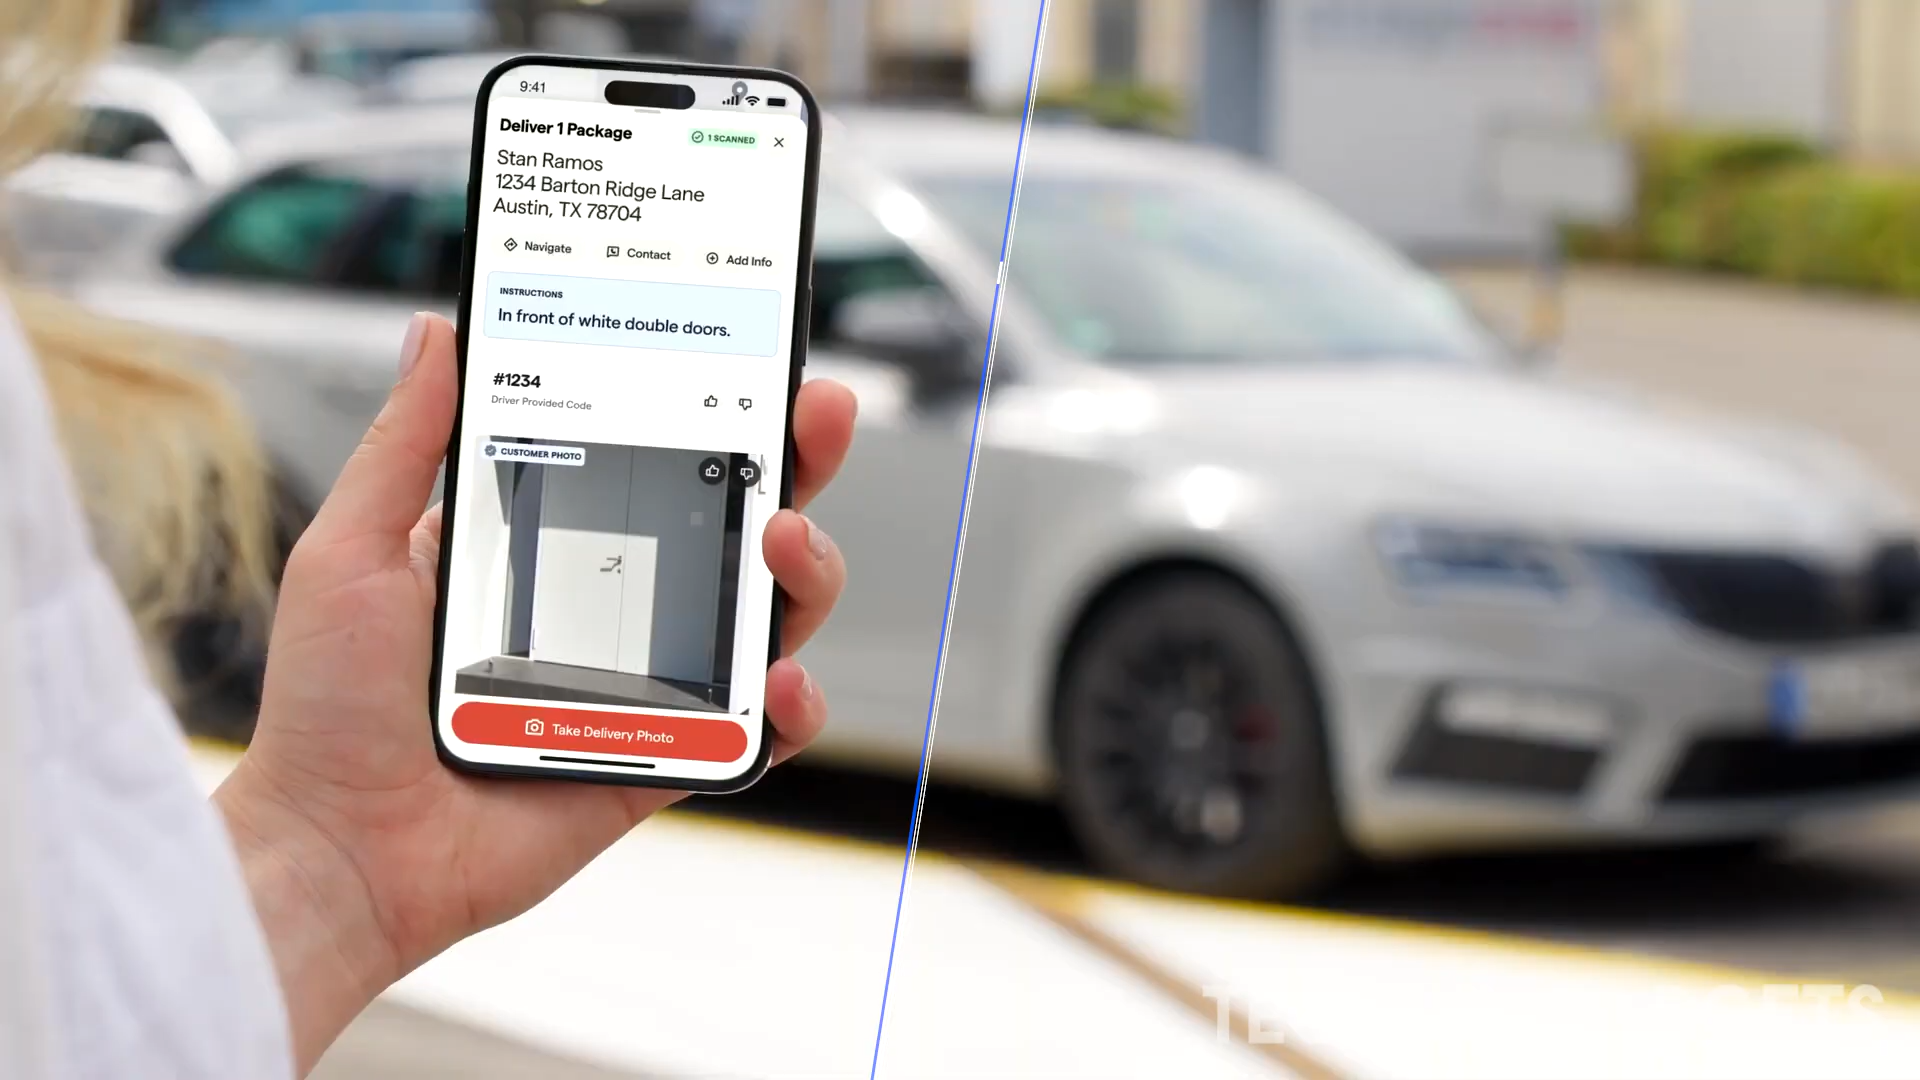 9:41
Deliver 1 Package
1 SCANNED
Stan Ramos
1234 Barton Ridge Lane
Austin, TX 78704
Navigate
Contact
Add Info
INSTRUCTIONS
In front of white double doors.
#1234
Driver Provided Code
CUSTOMER PHOTO
Take Delivery Photo